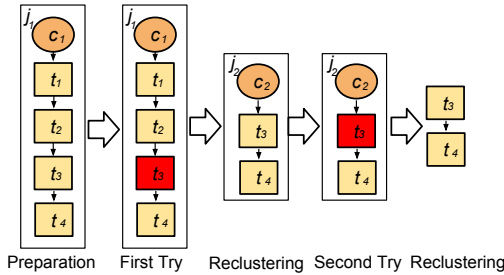 j1
c1
t1
t2
t3
t4
j1
c1
t1
t2
t3
t4
j2
c2
t3
t4
j2
c2
t3
t4
t3
t4
Preparation First Try Reclustering Second Try Reclustering